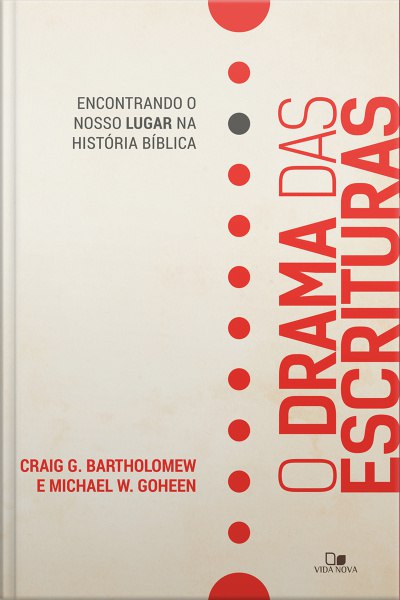 ENCONTRANDO O
NOSSO LUGAR NA
HISTÓRIA BÍBLICA
O DRAMA DAS
ESCRITURAS
CRAIG G. BARTHOLOMEW
E MICHAEL W. GOHEEN
VIDA NOVA